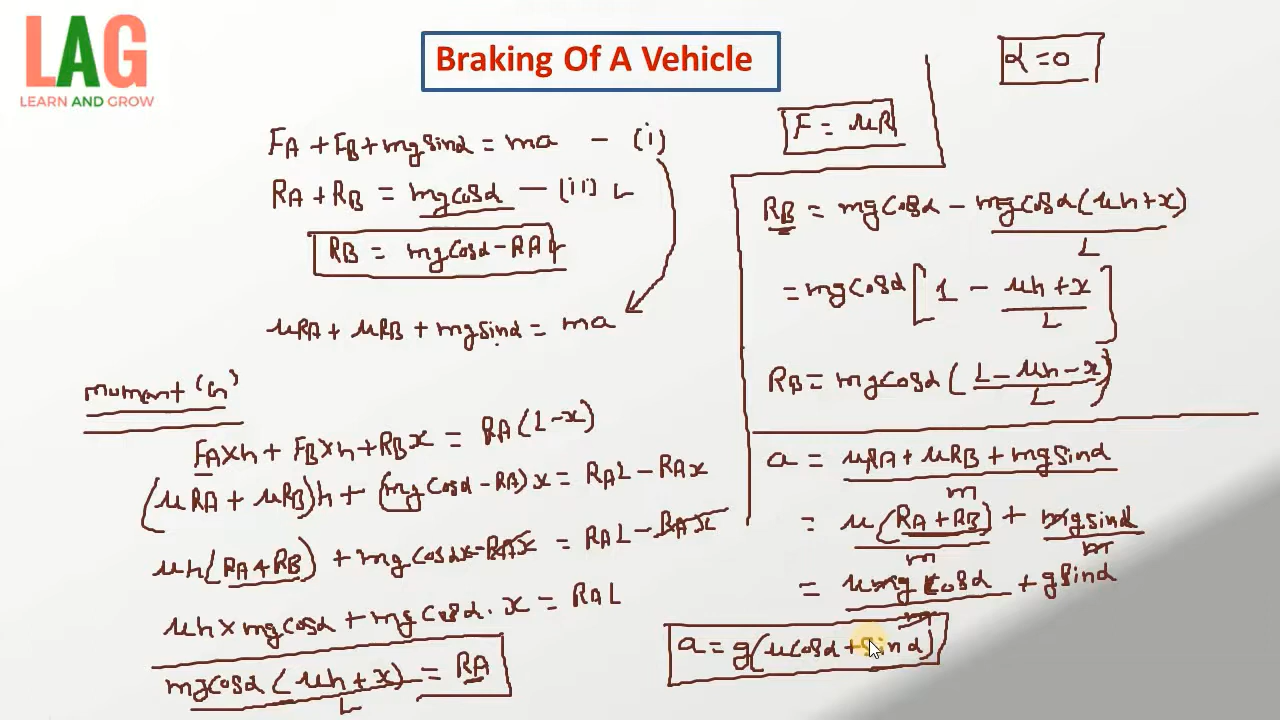 LAG
LEARN AND GROW
Braking Of A Vehicle
α = 0
F = μR
FA + FB + mg sinα = ma - (i)
RA + RB = mg cosα - (ii)
RB = mg cosα - RA
μRA + μRB + mg sinα = ma
moment 'G'
FA×h + FB×h + RB x = RA (L-x)
(μRA + μRB)h + (mg cosα - RA)x = RAL - RAx
μh(RA+RB) + mg cosαx - RAx = RAL - RAx
μh × mg cosα + mg cosα . x = RAL
mg cosα (μh + x) / L = RA
RB = mg cosα - mg cosα (μh + x) / L
= mg cosα [1 - μh + x / L]
RB = mg cosα (L - μh - x / L)
a = μRA + μRB + mg sinα / m
= μ (RA + RB) / m + mg sinα / m
= μmg cosα / m + g sinα
a = g(μ cosα + sinα)